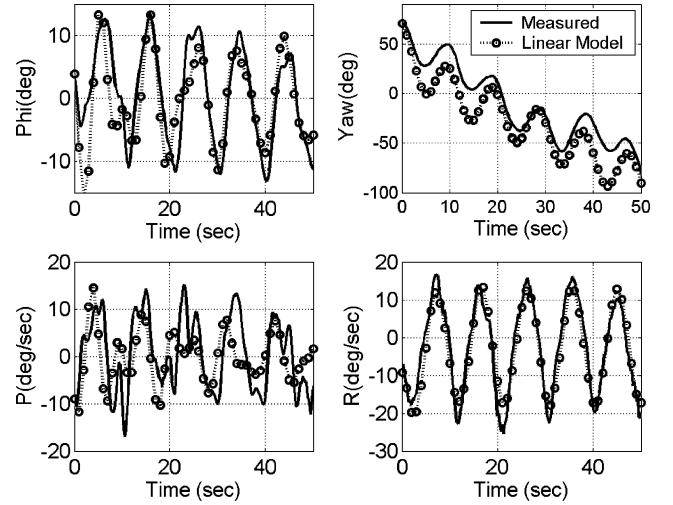 10
0
-10
Phi(deg)
0 20 40
Time (sec)
50
0
-50
-100
Yaw(deg)
0 10 20 30 40 50
Time (sec)
Measured
Linear Model
20
10
0
-10
-20
P(deg/sec)
0 20 40
Time (sec)
20
10
0
-10
-20
-30
R(deg/sec)
0 20 40
Time (sec)